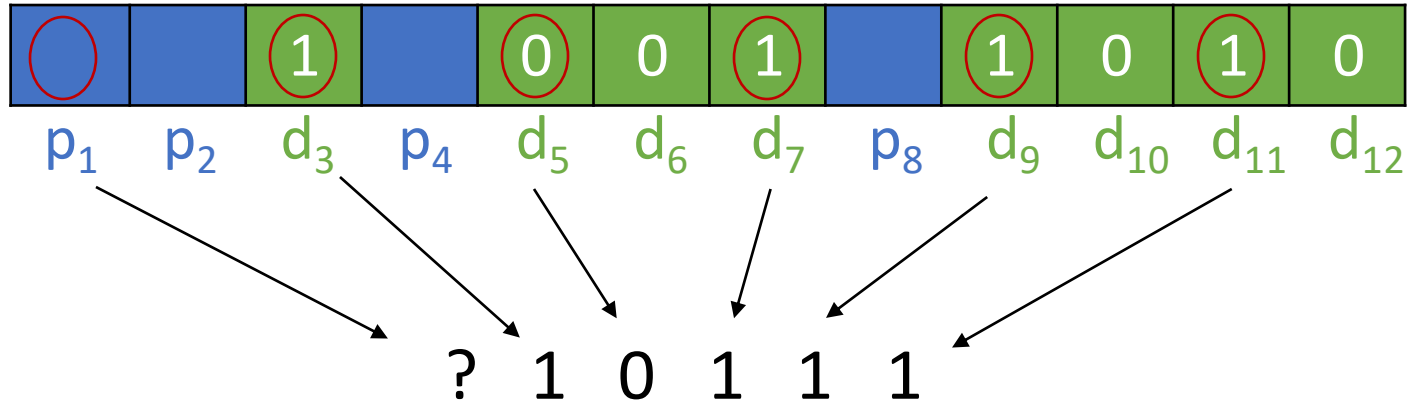 1 0 0 1 1 0 1 0
p₁ p₂ d₃ p₄ d₅ d₆ d₇ p₈ d₉ d₁₀ d₁₁ d₁₂
? 1 0 1 1 1